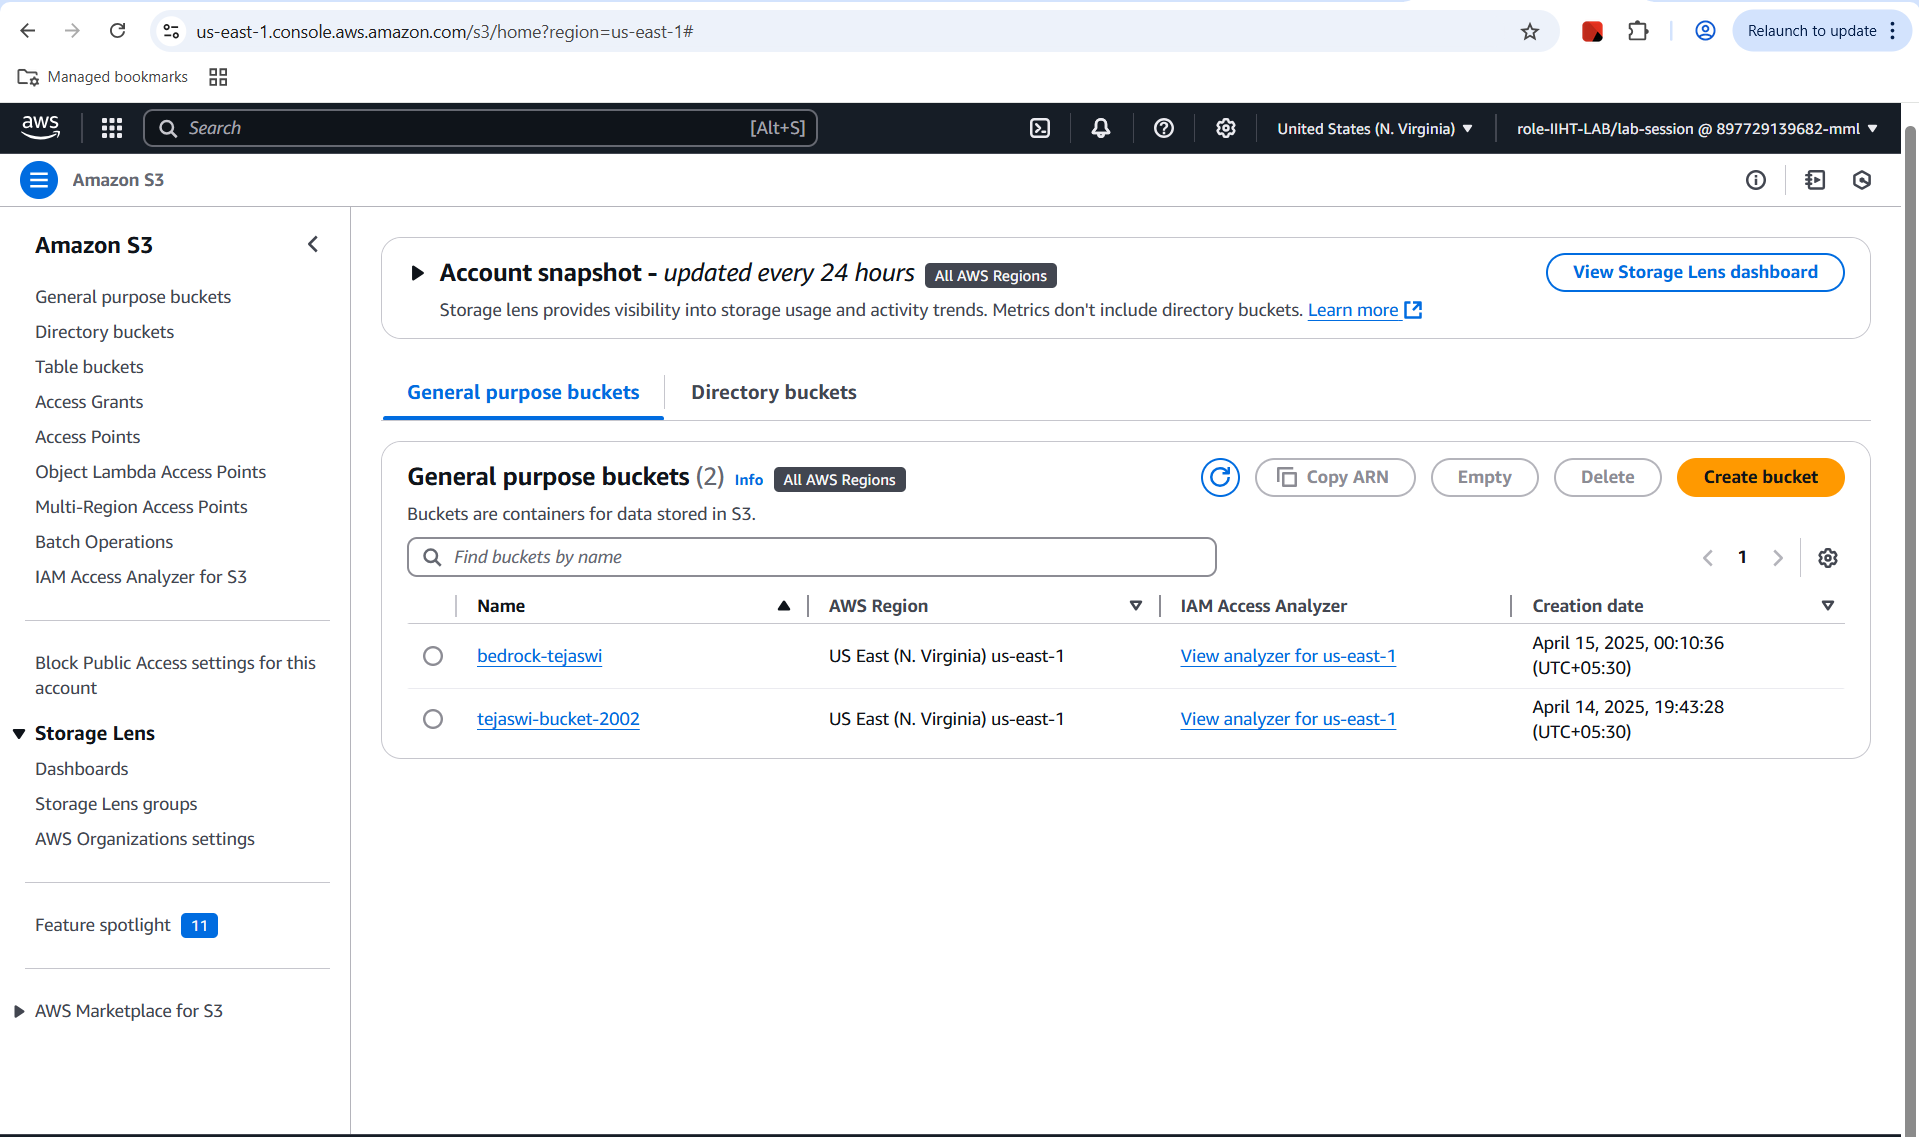 us-east-1.console.aws.amazon.com/s3/home?region=us-east-1#
Relaunch to update
Managed bookmarks
aws
Search
[Alt+S]
United States (N. Virginia)
role-IIHT-LAB/lab-session @ 897729139682-mml
Amazon S3
Amazon S3
General purpose buckets
Directory buckets
Table buckets
Access Grants
Access Points
Object Lambda Access Points
Multi-Region Access Points
Batch Operations
IAM Access Analyzer for S3
Block Public Access settings for this
account
Storage Lens
Dashboards
Storage Lens groups
AWS Organizations settings
Feature spotlight 11
AWS Marketplace for S3
Account snapshot - updated every 24 hours All AWS Regions
View Storage Lens dashboard
Storage lens provides visibility into storage usage and activity trends. Metrics don't include directory buckets. Learn more
General purpose buckets
Directory buckets
General purpose buckets (2) Info All AWS Regions
Copy ARN
Empty
Delete
Create bucket
Buckets are containers for data stored in S3.
Find buckets by name
1
Name
AWS Region
IAM Access Analyzer
Creation date
bedrock-tejaswi
US East (N. Virginia) us-east-1
View analyzer for us-east-1
April 15, 2025, 00:10:36
(UTC+05:30)
tejaswi-bucket-2002
US East (N. Virginia) us-east-1
View analyzer for us-east-1
April 14, 2025, 19:43:28
(UTC+05:30)